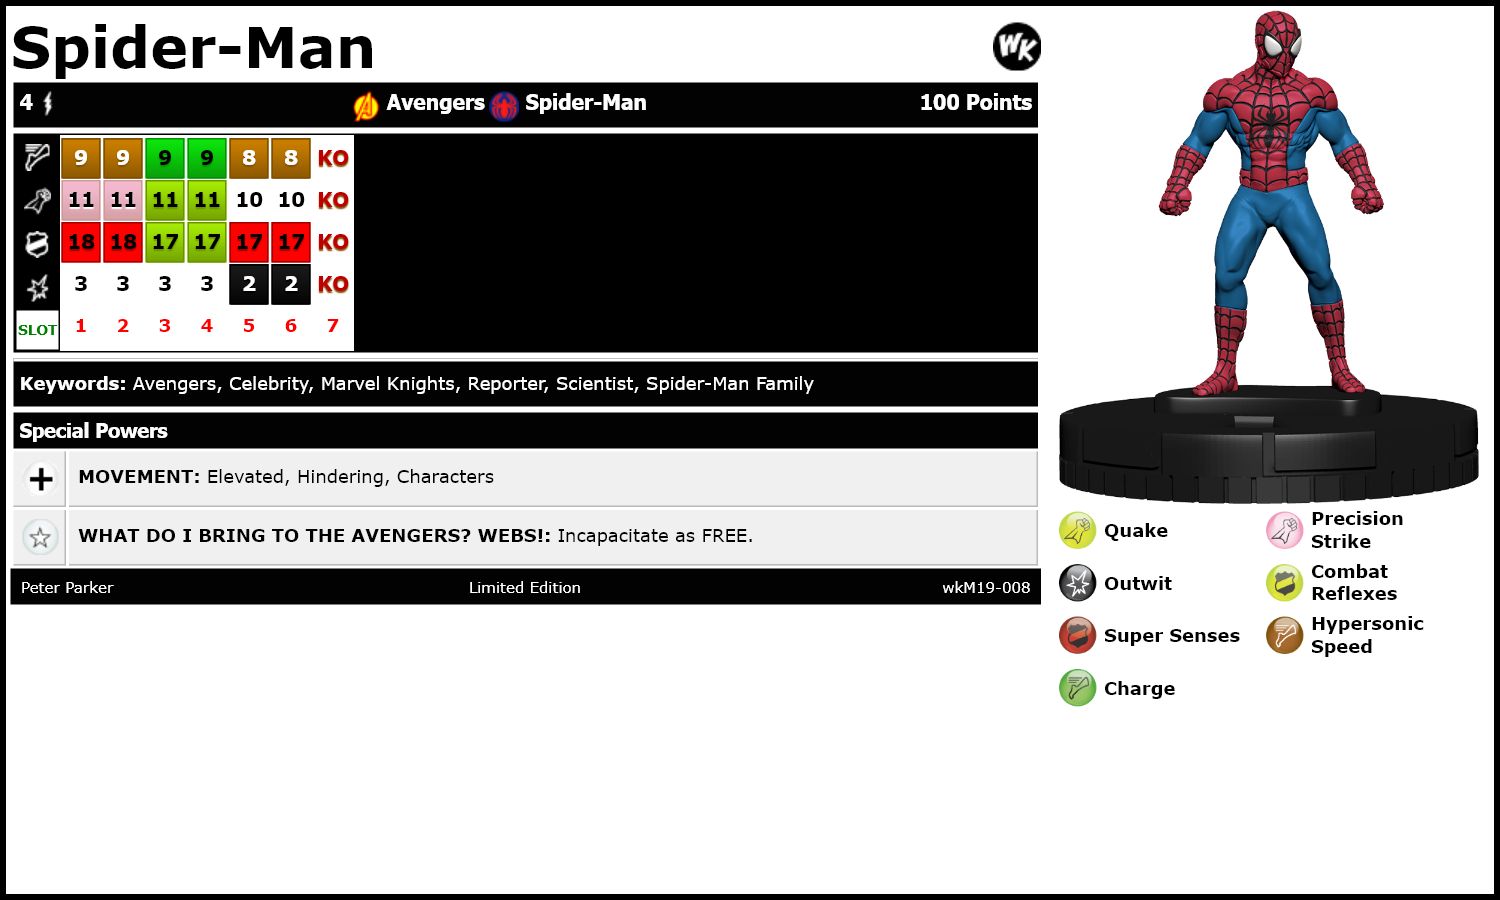 Spider-Man
WK
4 Avengers Spider-Man 100 Points
9 9 9 9 8 8 KO
11 11 11 11 10 10 KO
18 18 17 17 17 17 KO
3 3 3 3 2 2 KO
SLOT 1 2 3 4 5 6 7
Keywords: Avengers, Celebrity, Marvel Knights, Reporter, Scientist, Spider-Man Family
Special Powers
MOVEMENT: Elevated, Hindering, Characters
WHAT DO I BRING TO THE AVENGERS? WEBS!: Incapacitate as FREE.
Peter Parker Limited Edition wkM19-008
Quake
Precision
Strike
Outwit
Combat
Reflexes
Super Senses
Hypersonic
Speed
Charge